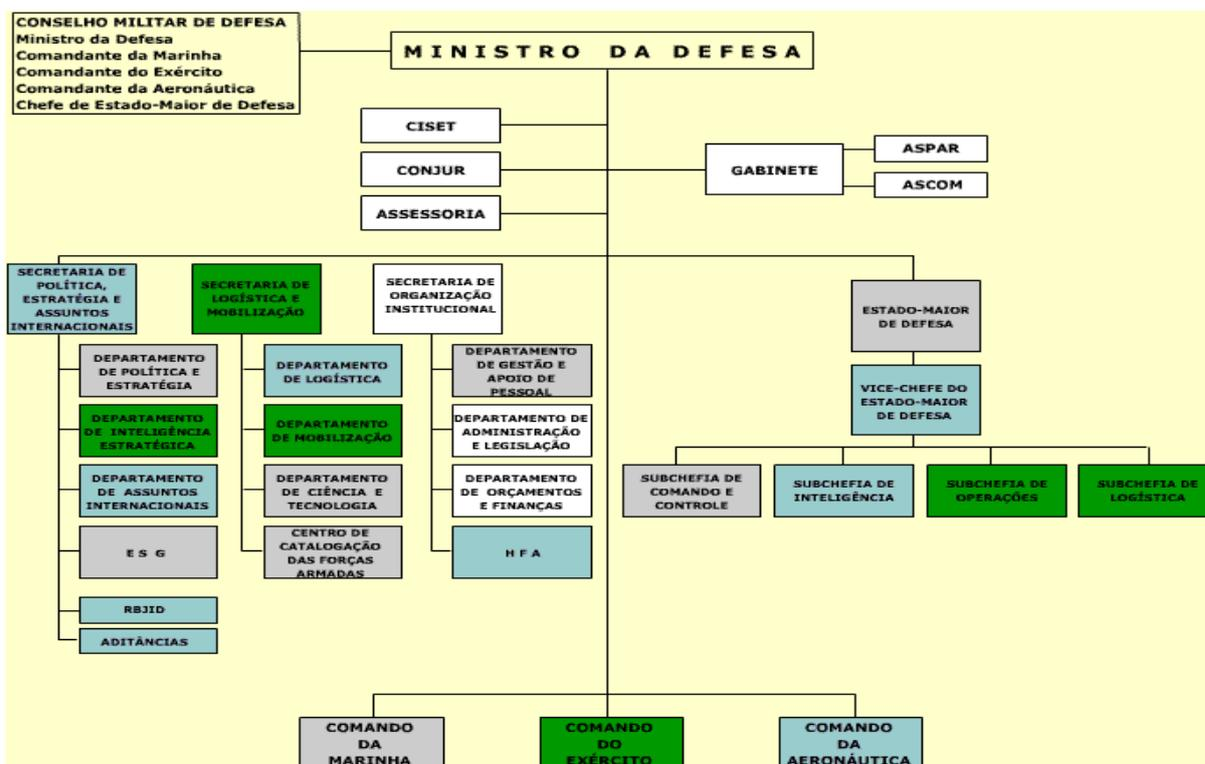 CONSELHO MILITAR DE DEFESA
Ministro da Defesa
Comandante da Marinha
Comandante do Exército
Comandante da Aeronáutica
Chefe de Estado-Maior de Defesa
MINISTRO DA DEFESA
CISET
CONJUR
ASSESSORIA
GABINETE
ASPAR
ASCOM
SECRETARIA DE
POLÍTICA,
ESTRATÉGIA E
ASSUNTOS
INTERNACIONAIS
DEPARTAMENTO
DE POLÍTICA E
ESTRATÉGIA
DEPARTAMENTO
DE INTELIGÊNCIA
ESTRATÉGICA
DEPARTAMENTO
DE ASSUNTOS
INTERNACIONAIS
E S G
RBJID
ADITÂNCIAS
SECRETARIA DE
LOGÍSTICA E
MOBILIZAÇÃO
DEPARTAMENTO
DE LOGÍSTICA
DEPARTAMENTO
DE MOBILIZAÇÃO
DEPARTAMENTO
DE CIÊNCIA E
TECNOLOGIA
CENTRO DE
CATALOGAÇÃO
DAS FORÇAS
ARMADAS
SECRETARIA DE
ORGANIZAÇÃO
INSTITUCIONAL
DEPARTAMENTO
DE GESTÃO E
APOIO DE
PESSOAL
DEPARTAMENTO DE
ADMINISTRAÇÃO
E LEGISLAÇÃO
DEPARTAMENTO
DE ORÇAMENTOS
E FINANÇAS
H F A
ESTADO-MAIOR
DE DEFESA
VICE-CHEFE DO
ESTADO-MAIOR
DE DEFESA
SUBCHEFIA DE
COMANDO E
CONTROLE
SUBCHEFIA DE
INTELIGÊNCIA
SUBCHEFIA DE
OPERAÇÕES
SUBCHEFIA DE
LOGÍSTICA
COMANDO
DA
MARINHA
COMANDO
DO
EXÉRCITO
COMANDO
DA
AERONÁUTICA